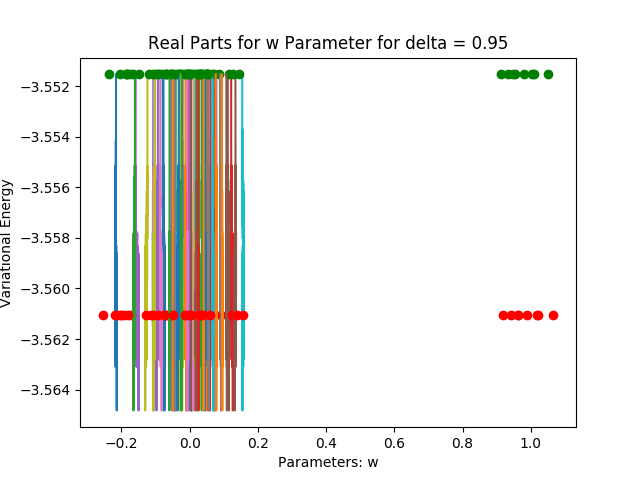 Real Parts for w Parameter for delta = 0.95
Variational Energy
−3.552
−3.554
−3.556
−3.558
−3.560
−3.562
−3.564
−0.2 0.0 0.2 0.4 0.6 0.8 1.0
Parameters: w